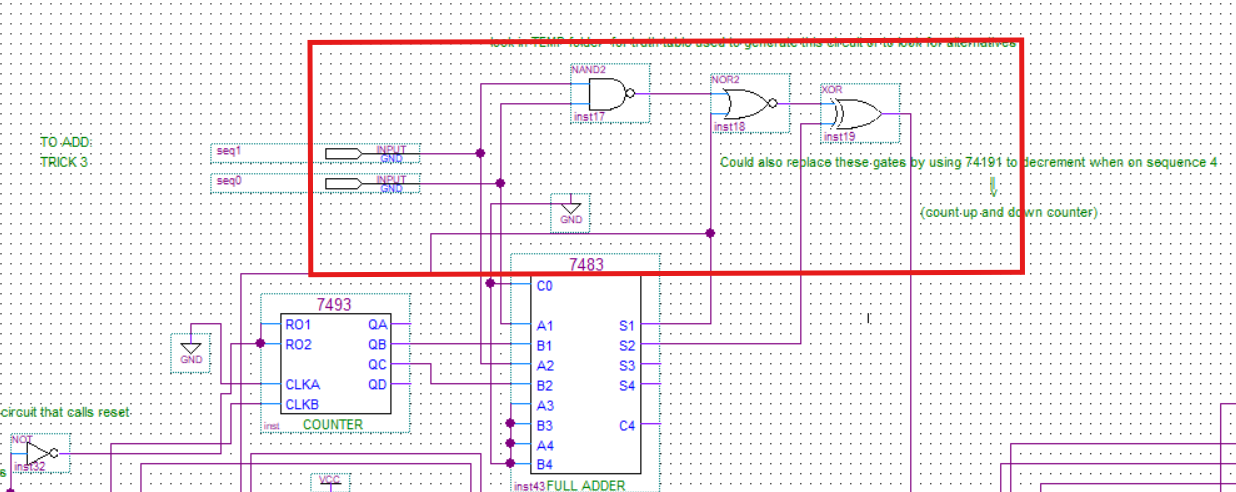 look in TEMP folder for truth table used to generate this circuit or to look for alternatives
NAND2
inst17
NOR2
inst18
XOR
inst19
TO ADD:
TRICK 3
seq1
INPUT
GND
seq0
INPUT
GND
Could also replace these gates by using 74191 to decrement when on sequence 4
(count up and down counter)
GND
7483
C0
A1 S1
B1 S2
A2 S3
B2 S4
A3
B3 C4
A4
B4
inst43 FULL ADDER
7493
RO1 QA
RO2 QB
QC
CLKA QD
CLKB
inst COUNTER
GND
circuit that calls reset
NOT
inst32
s
VCC